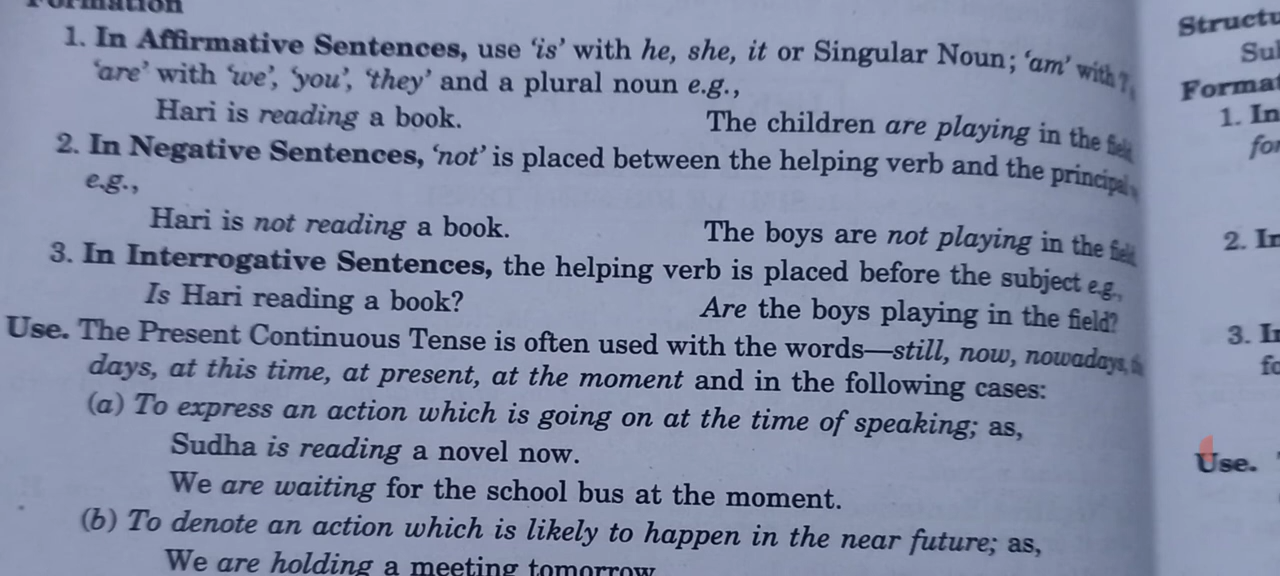 Formation
1. In Affirmative Sentences, use 'is' with he, she, it or Singular Noun; 'am' with
'are' with 'we', 'you', 'they' and a plural noun e.g.,
Hari is reading a book. The children are playing in the field
2. In Negative Sentences, 'not' is placed between the helping verb and the principal
e.g.,
Hari is not reading a book. The boys are not playing in the field
3. In Interrogative Sentences, the helping verb is placed before the subject e.g.,
Is Hari reading a book? Are the boys playing in the field?
Use. The Present Continuous Tense is often used with the words—still, now, nowadays,
days, at this time, at present, at the moment and in the following cases:
(a) To express an action which is going on at the time of speaking; as,
Sudha is reading a novel now.
We are waiting for the school bus at the moment.
(b) To denote an action which is likely to happen in the near future; as,
We are holding a meeting tomorrow
1. In
2. In
3. In
Use.